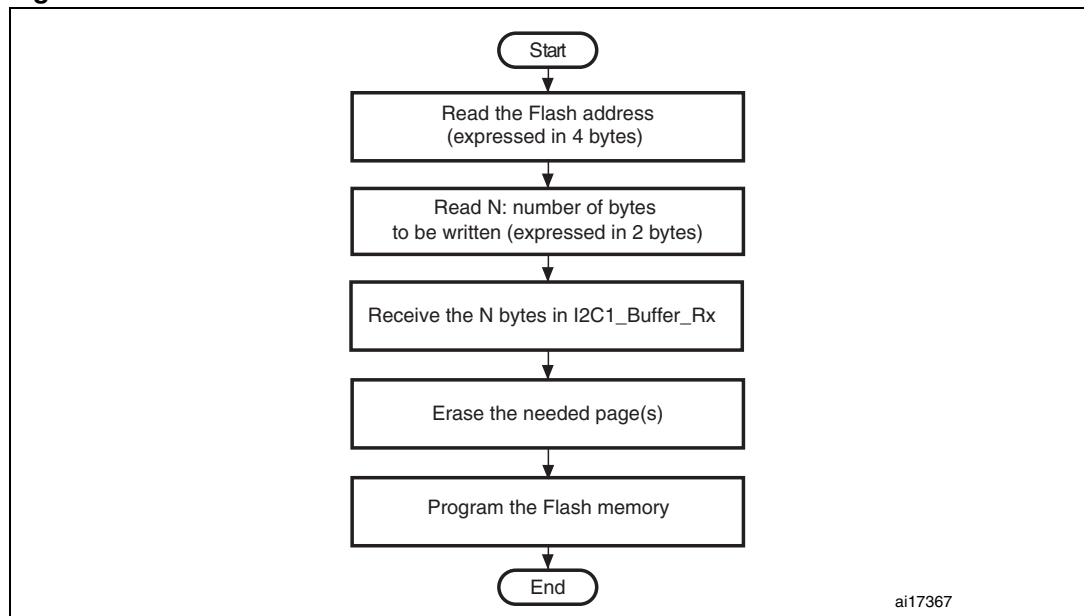 Start
Read the Flash address
(expressed in 4 bytes)
Read N: number of bytes
to be written (expressed in 2 bytes)
Receive the N bytes in I2C1_Buffer_Rx
Erase the needed page(s)
Program the Flash memory
End
ai17367